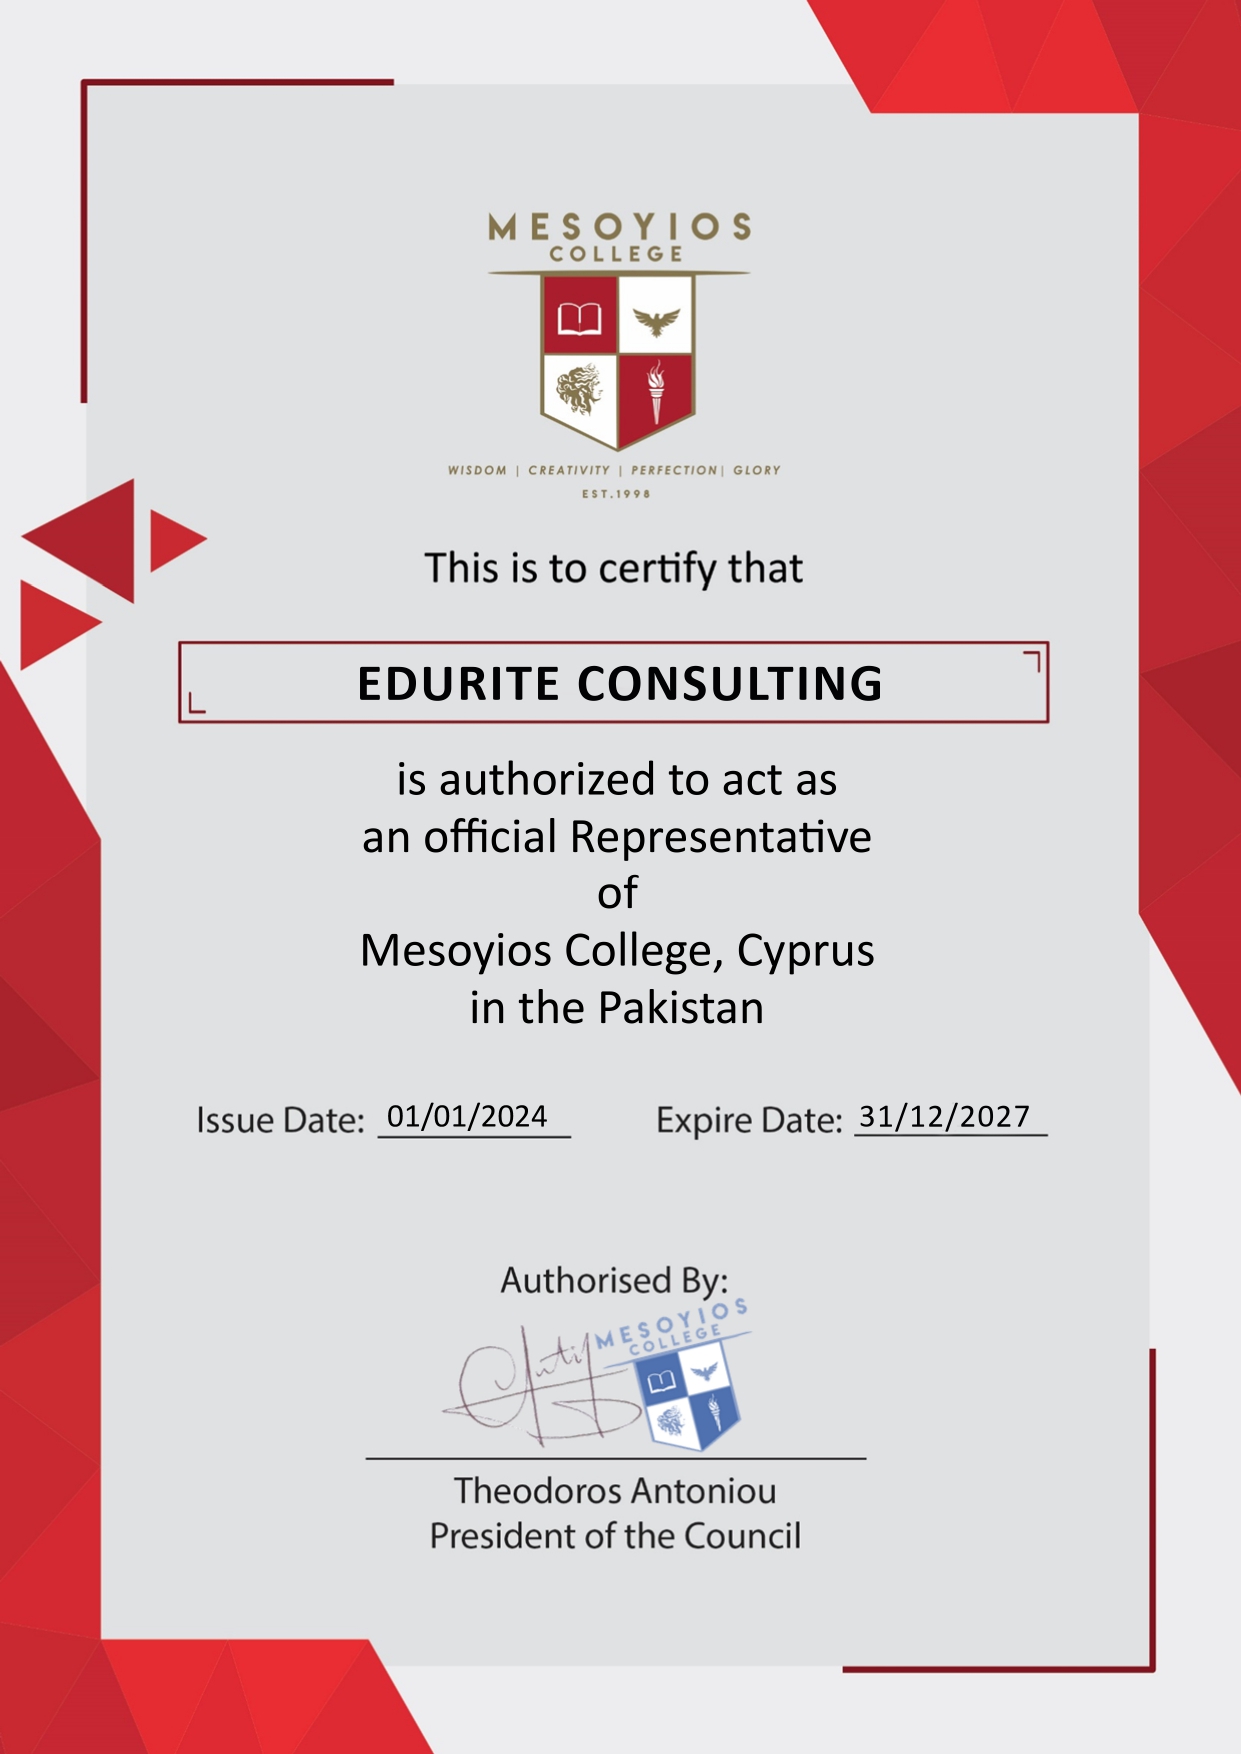 MESOYIOS
COLLEGE
WISDOM | CREATIVITY | PERFECTION| GLORY
EST.1998
This is to certify that
EDURITE CONSULTING
is authorized to act as
an official Representative
of
Mesoyios College, Cyprus
in the Pakistan
Issue Date: 01/01/2024 Expire Date: 31/12/2027
Authorised By:
MESOYIOS
COLLEGE
Theodoros Antoniou
President of the Council